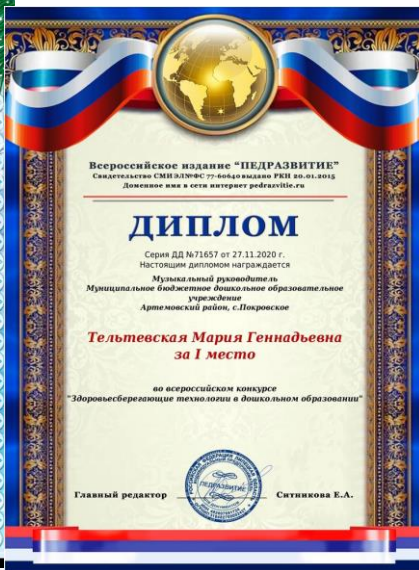 Всероссийское издание "ПЕДРАЗВИТИЕ"
Свидетельство СМИ ЭЛ№ФС 77-60640 выдано РКН 20.01.2015
Доменное имя в сети интернет pedrazvitie.ru
ДИПЛОМ
Серия ДД №71657 от 27.11.2020 г.
Настоящим дипломом награждается
Музыкальный руководитель
Муниципальное бюджетное дошкольное образовательное
учреждение
Артемовский район, с.Покровское
Тельтевская Мария Геннадьевна
за I место
во всероссийском конкурсе
"Здоровьесберегающие технологии в дошкольном образовании"
ПЕДРАЗВИТИЕ
Главный редактор Ситникова Е.А.